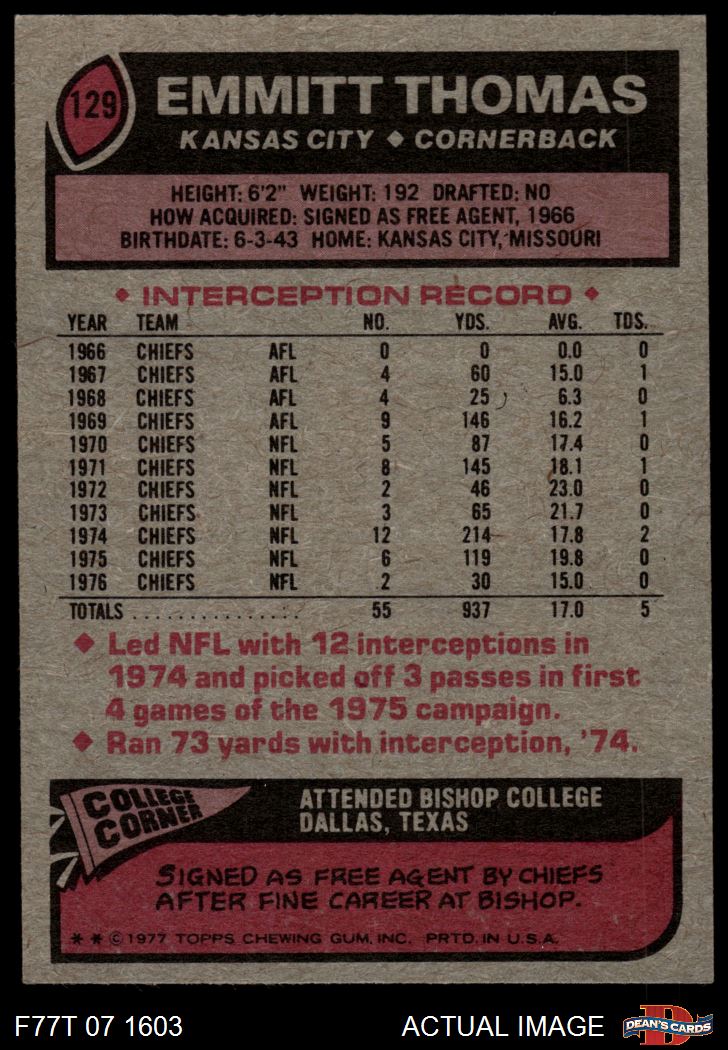 129
EMMITT THOMAS
KANSAS CITY ◆ CORNERBACK
HEIGHT: 6'2" WEIGHT: 192 DRAFTED: NO
HOW ACQUIRED: SIGNED AS FREE AGENT, 1966
BIRTHDATE: 6-3-43 HOME: KANSAS CITY, MISSOURI
◆ INTERCEPTION RECORD ◆
YEAR TEAM NO. YDS. AVG. TDS.
1966 CHIEFS AFL 0 0 0.0 0
1967 CHIEFS AFL 4 60 15.0 1
1968 CHIEFS AFL 4 25 6.3 0
1969 CHIEFS AFL 9 146 16.2 1
1970 CHIEFS NFL 5 87 17.4 0
1971 CHIEFS NFL 8 145 18.1 1
1972 CHIEFS NFL 2 46 23.0 0
1973 CHIEFS NFL 3 65 21.7 0
1974 CHIEFS NFL 12 214 17.8 2
1975 CHIEFS NFL 6 119 19.8 0
1976 CHIEFS NFL 2 30 15.0 0
TOTALS ............... 55 937 17.0 5
◆ Led NFL with 12 interceptions in
1974 and picked off 3 passes in first
4 games of the 1975 campaign.
◆ Ran 73 yards with interception, '74.
COLLEGE
CORNER
ATTENDED BISHOP COLLEGE
DALLAS, TEXAS
SIGNED AS FREE AGENT BY CHIEFS
AFTER FINE CAREER AT BISHOP.
* * © 1977 TOPPS CHEWING GUM, INC. PRTD. IN U.S.A.
F77T 07 1603 ACTUAL IMAGE
D
DEAN'S CARDS